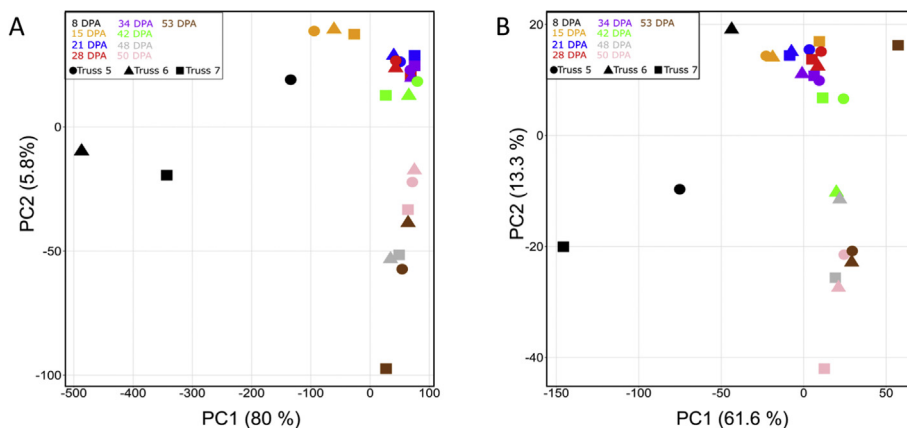 A
8 DPA 34 DPA 53 DPA
15 DPA 42 DPA
21 DPA 48 DPA
28 DPA 50 DPA
Truss 5 Truss 6 Truss 7
0
-50
-100
PC2 (5.8%)
-500 -400 -300 -200 -100 0 100
PC1 (80 %)
B
8 DPA 34 DPA 53 DPA
15 DPA 42 DPA
21 DPA 48 DPA
28 DPA 50 DPA
Truss 5 Truss 6 Truss 7
20
0
-20
-40
PC2 (13.3 %)
-150 -100 -50 0 50
PC1 (61.6 %)